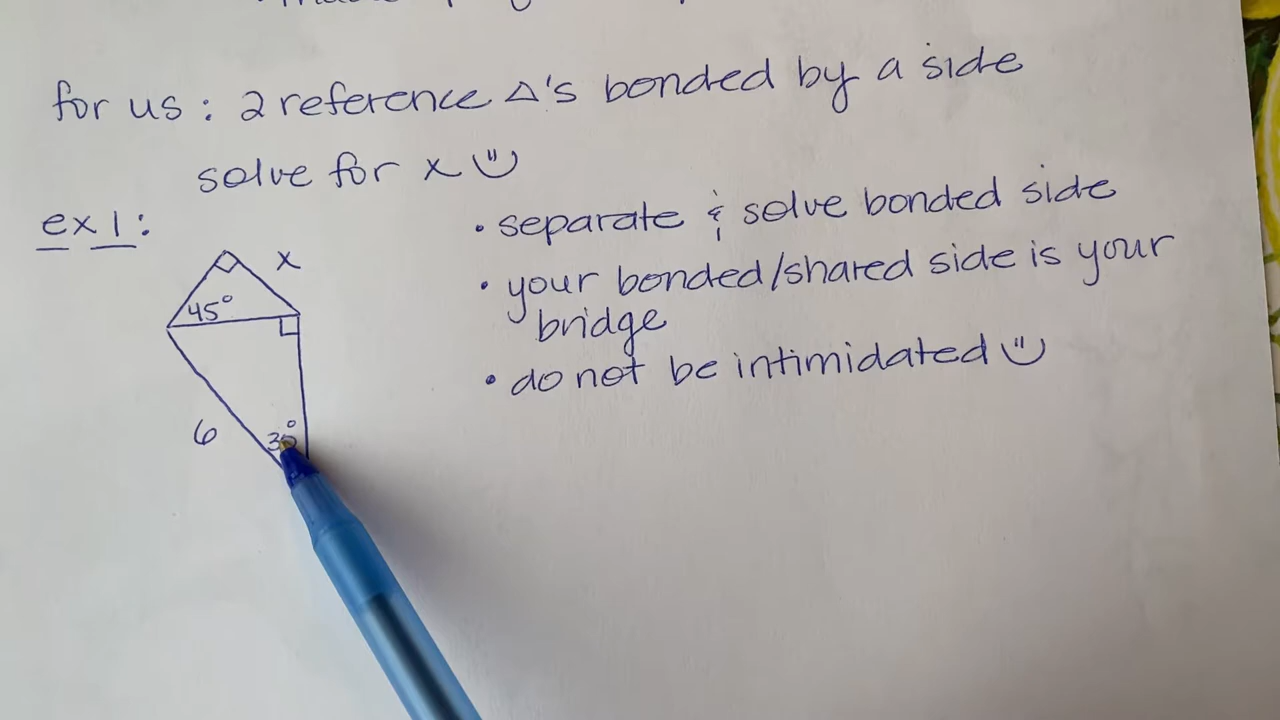 for us : 2 reference △'s bonded by a side
solve for x
ex 1:
x
45°
6
30°
• separate & solve bonded side
• your bonded/shared side is your
bridge
• do not be intimidated